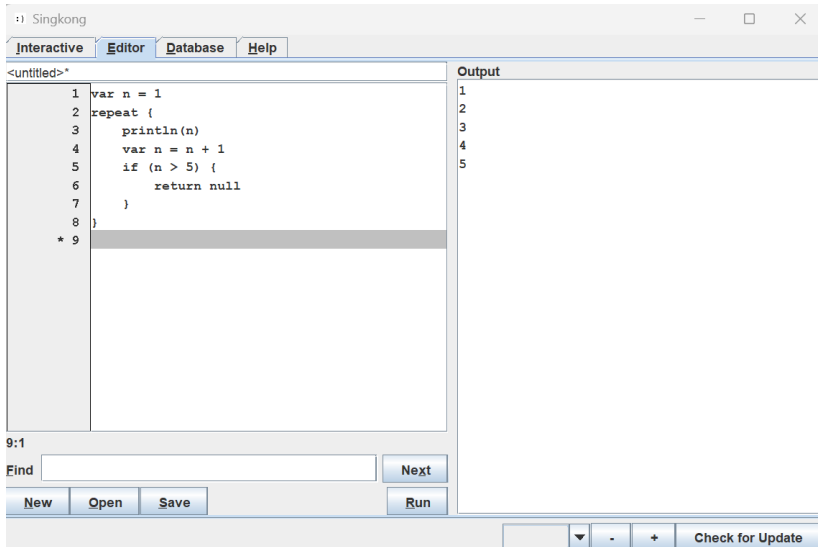 :) Singkong
Interactive Editor Database Help
<untitled>*
1 var n = 1
2 repeat {
3     println(n)
4     var n = n + 1
5     if (n > 5) {
6         return null
7     }
8 }
* 9
9:1
Find Next
New Open Save Run
Output
1
2
3
4
5
- + Check for Update